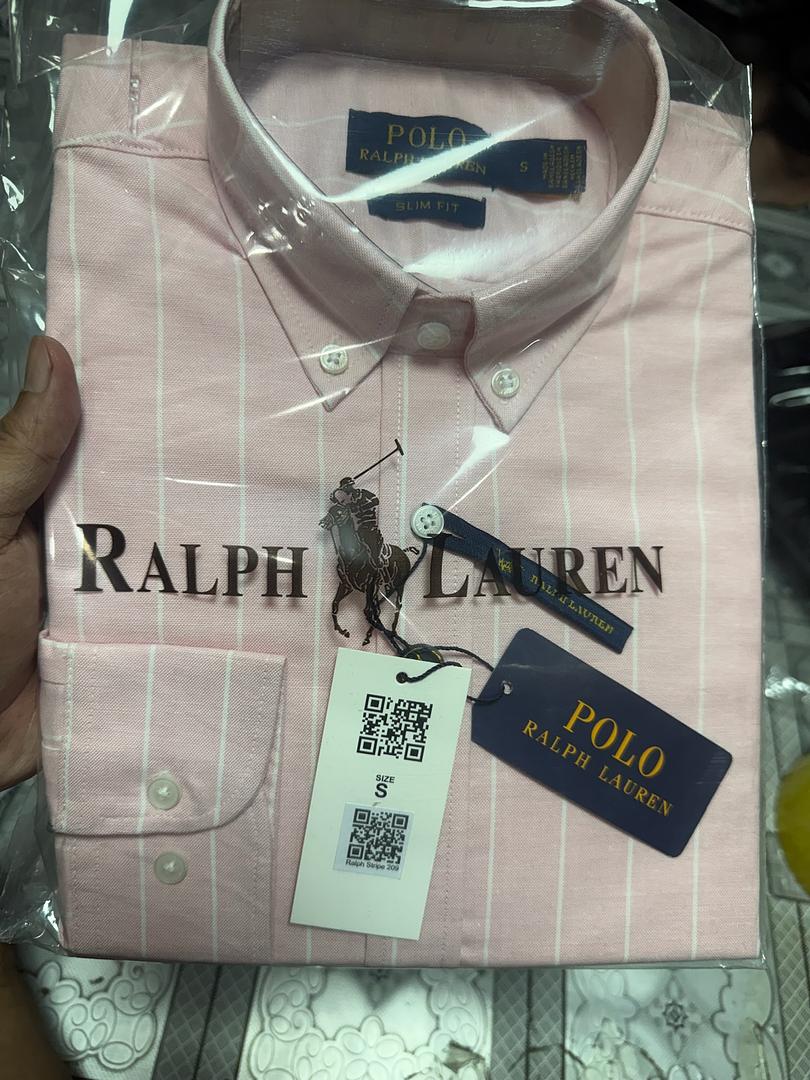 POLO
RALPH LAUREN
S
SLIM FIT
RALPH LAUREN
RALPH LAUREN
SIZE
S
Ralph Stripe 209
POLO
RALPH LAUREN